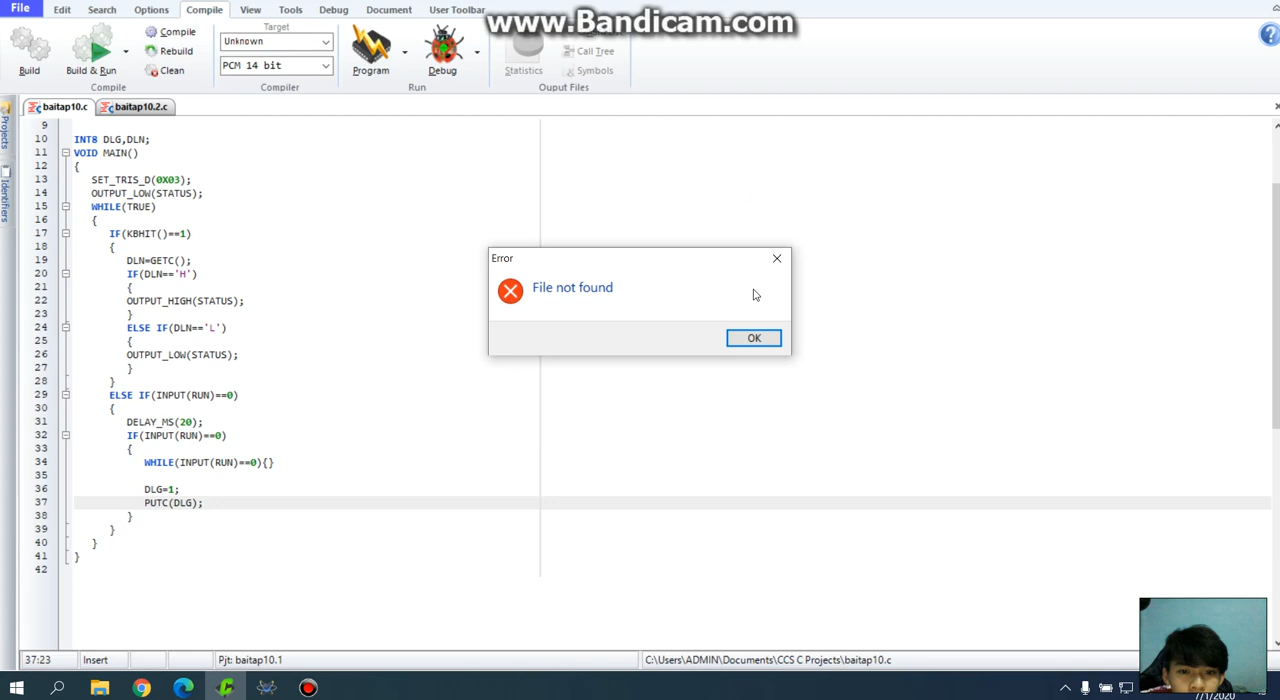 File Edit Search Options Compile View Tools Debug Document User Toolbar
www.Bandicam.com
Build
Build & Run
Compile
Rebuild
Clean
Compile
Target
Unknown
PCM 14 bit
Compiler
Program
Debug
Run
Statistics
Call Tree
Symbols
Ouput Files
baitap10.c
baitap10.2.c
Projects
Identifiers
9
10 INT8 DLG,DLN;
11 VOID MAIN()
12 {
13 SET_TRIS_D(0X03);
14 OUTPUT_LOW(STATUS);
15 WHILE(TRUE)
16 {
17 IF(KBHIT()==1)
18 {
19 DLN=GETC();
20 IF(DLN=='H')
21 {
22 OUTPUT_HIGH(STATUS);
23 }
24 ELSE IF(DLN=='L')
25 {
26 OUTPUT_LOW(STATUS);
27 }
28 }
29 ELSE IF(INPUT(RUN)==0)
30 {
31 DELAY_MS(20);
32 IF(INPUT(RUN)==0)
33 {
34 WHILE(INPUT(RUN)==0){}
35
36 DLG=1;
37 PUTC(DLG);
38 }
39 }
40 }
41 }
42
Error
File not found
OK
37:23 Insert Pjt: baitap10.1 C:\Users\ADMIN\Documents\CCS C Projects\baitap10.c
7/1/2020